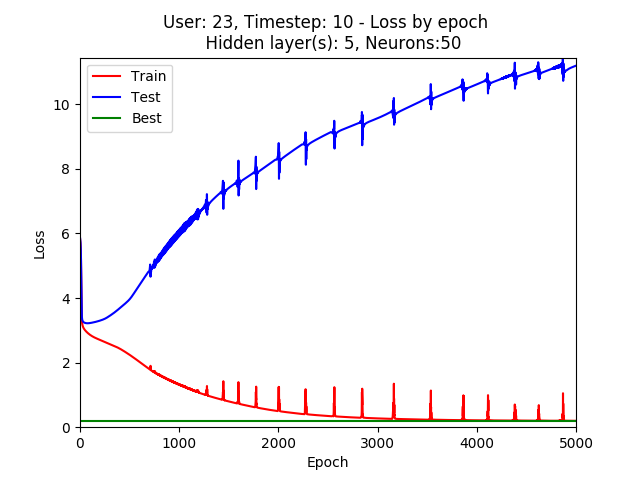 User: 23, Timestep: 10 - Loss by epoch
Hidden layer(s): 5, Neurons:50
Train
Test
Best
10
8
6
4
2
0
Loss
0 1000 2000 3000 4000 5000
Epoch